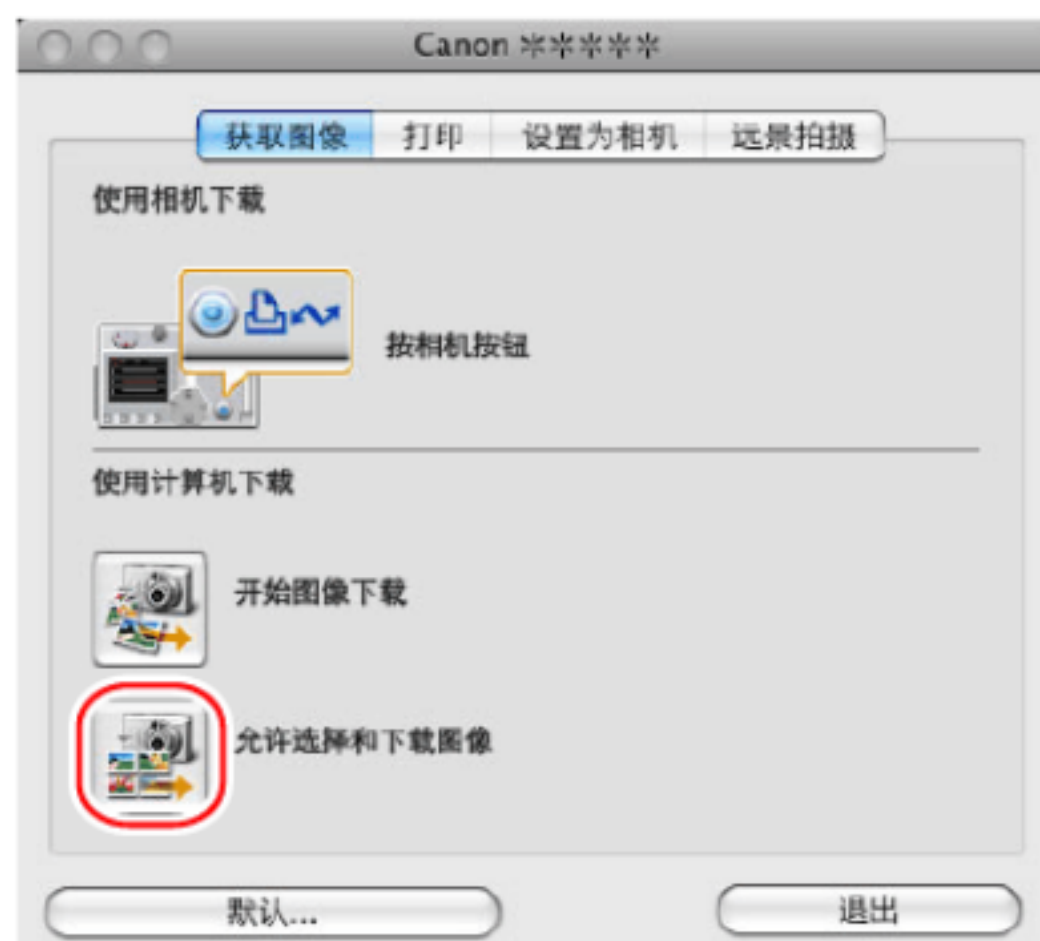 Canon *****
获取图像 打印 设置为相机 远景拍摄
使用相机下载
按相机按钮
使用计算机下载
开始图像下载
允许选择和下载图像
默认... 退出